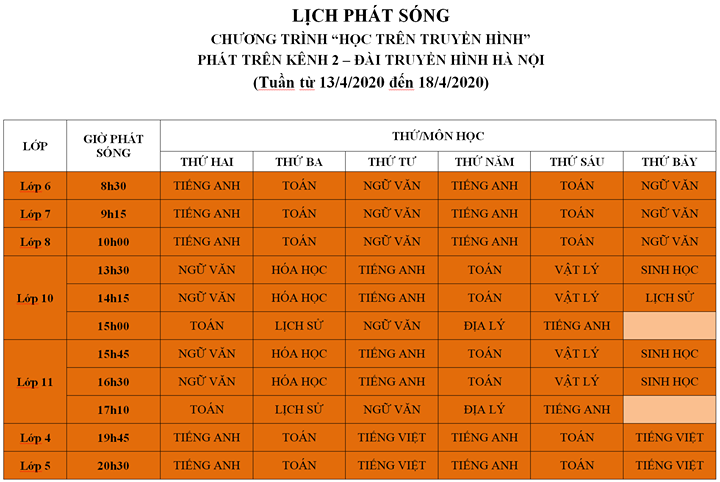 LỊCH PHÁT SÓNG
CHƯƠNG TRÌNH “HỌC TRÊN TRUYỀN HÌNH”
PHÁT TRÊN KÊNH 2 – ĐÀI TRUYỀN HÌNH HÀ NỘI
(Tuần từ 13/4/2020 đến 18/4/2020)
LỚP GIỜ PHÁT SÓNG THỨ/MÔN HỌC
THỨ HAI THỨ BA THỨ TƯ THỨ NĂM THỨ SÁU THỨ BẢY
Lớp 6 8h30 TIẾNG ANH TOÁN NGỮ VĂN TIẾNG ANH TOÁN NGỮ VĂN
Lớp 7 9h15 TIẾNG ANH TOÁN NGỮ VĂN TIẾNG ANH TOÁN NGỮ VĂN
Lớp 8 10h00 TIẾNG ANH TOÁN NGỮ VĂN TIẾNG ANH TOÁN NGỮ VĂN
Lớp 10 13h30 NGỮ VĂN HÓA HỌC TIẾNG ANH TOÁN VẬT LÝ SINH HỌC
14h15 NGỮ VĂN HÓA HỌC TIẾNG ANH TOÁN VẬT LÝ LỊCH SỬ
15h00 TOÁN LỊCH SỬ NGỮ VĂN ĐỊA LÝ TIẾNG ANH
Lớp 11 15h45 NGỮ VĂN HÓA HỌC TIẾNG ANH TOÁN VẬT LÝ SINH HỌC
16h30 NGỮ VĂN HÓA HỌC TIẾNG ANH TOÁN VẬT LÝ SINH HỌC
17h10 TOÁN LỊCH SỬ NGỮ VĂN ĐỊA LÝ TIẾNG ANH
Lớp 4 19h45 TIẾNG ANH TOÁN TIẾNG VIỆT TIẾNG ANH TOÁN TIẾNG VIỆT
Lớp 5 20h30 TIẾNG ANH TOÁN TIẾNG VIỆT TIẾNG ANH TOÁN TIẾNG VIỆT